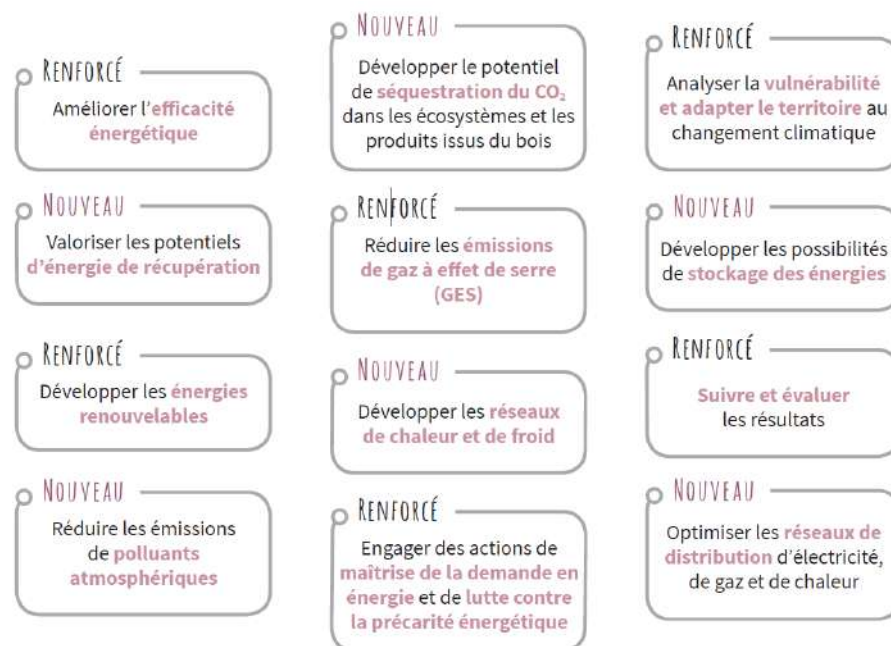 RENFORCÉ
Améliorer l'efficacité
énergétique
NOUVEAU
Valoriser les potentiels
d'énergie de récupération
RENFORCÉ
Développer les énergies
renouvelables
NOUVEAU
Réduire les émissions
de polluants
atmosphériques
NOUVEAU
Développer le potentiel
de séquestration du CO₂
dans les écosystèmes et les
produits issus du bois
RENFORCÉ
Réduire les émissions
de gaz à effet de serre
(GES)
NOUVEAU
Développer les réseaux
de chaleur et de froid
RENFORCÉ
Engager des actions de
maîtrise de la demande en
énergie et de lutte contre
la précarité énergétique
RENFORCÉ
Analyser la vulnérabilité
et adapter le territoire au
changement climatique
NOUVEAU
Développer les possibilités
de stockage des énergies
RENFORCÉ
Suivre et évaluer
les résultats
NOUVEAU
Optimiser les réseaux de
distribution d'électricité,
de gaz et de chaleur